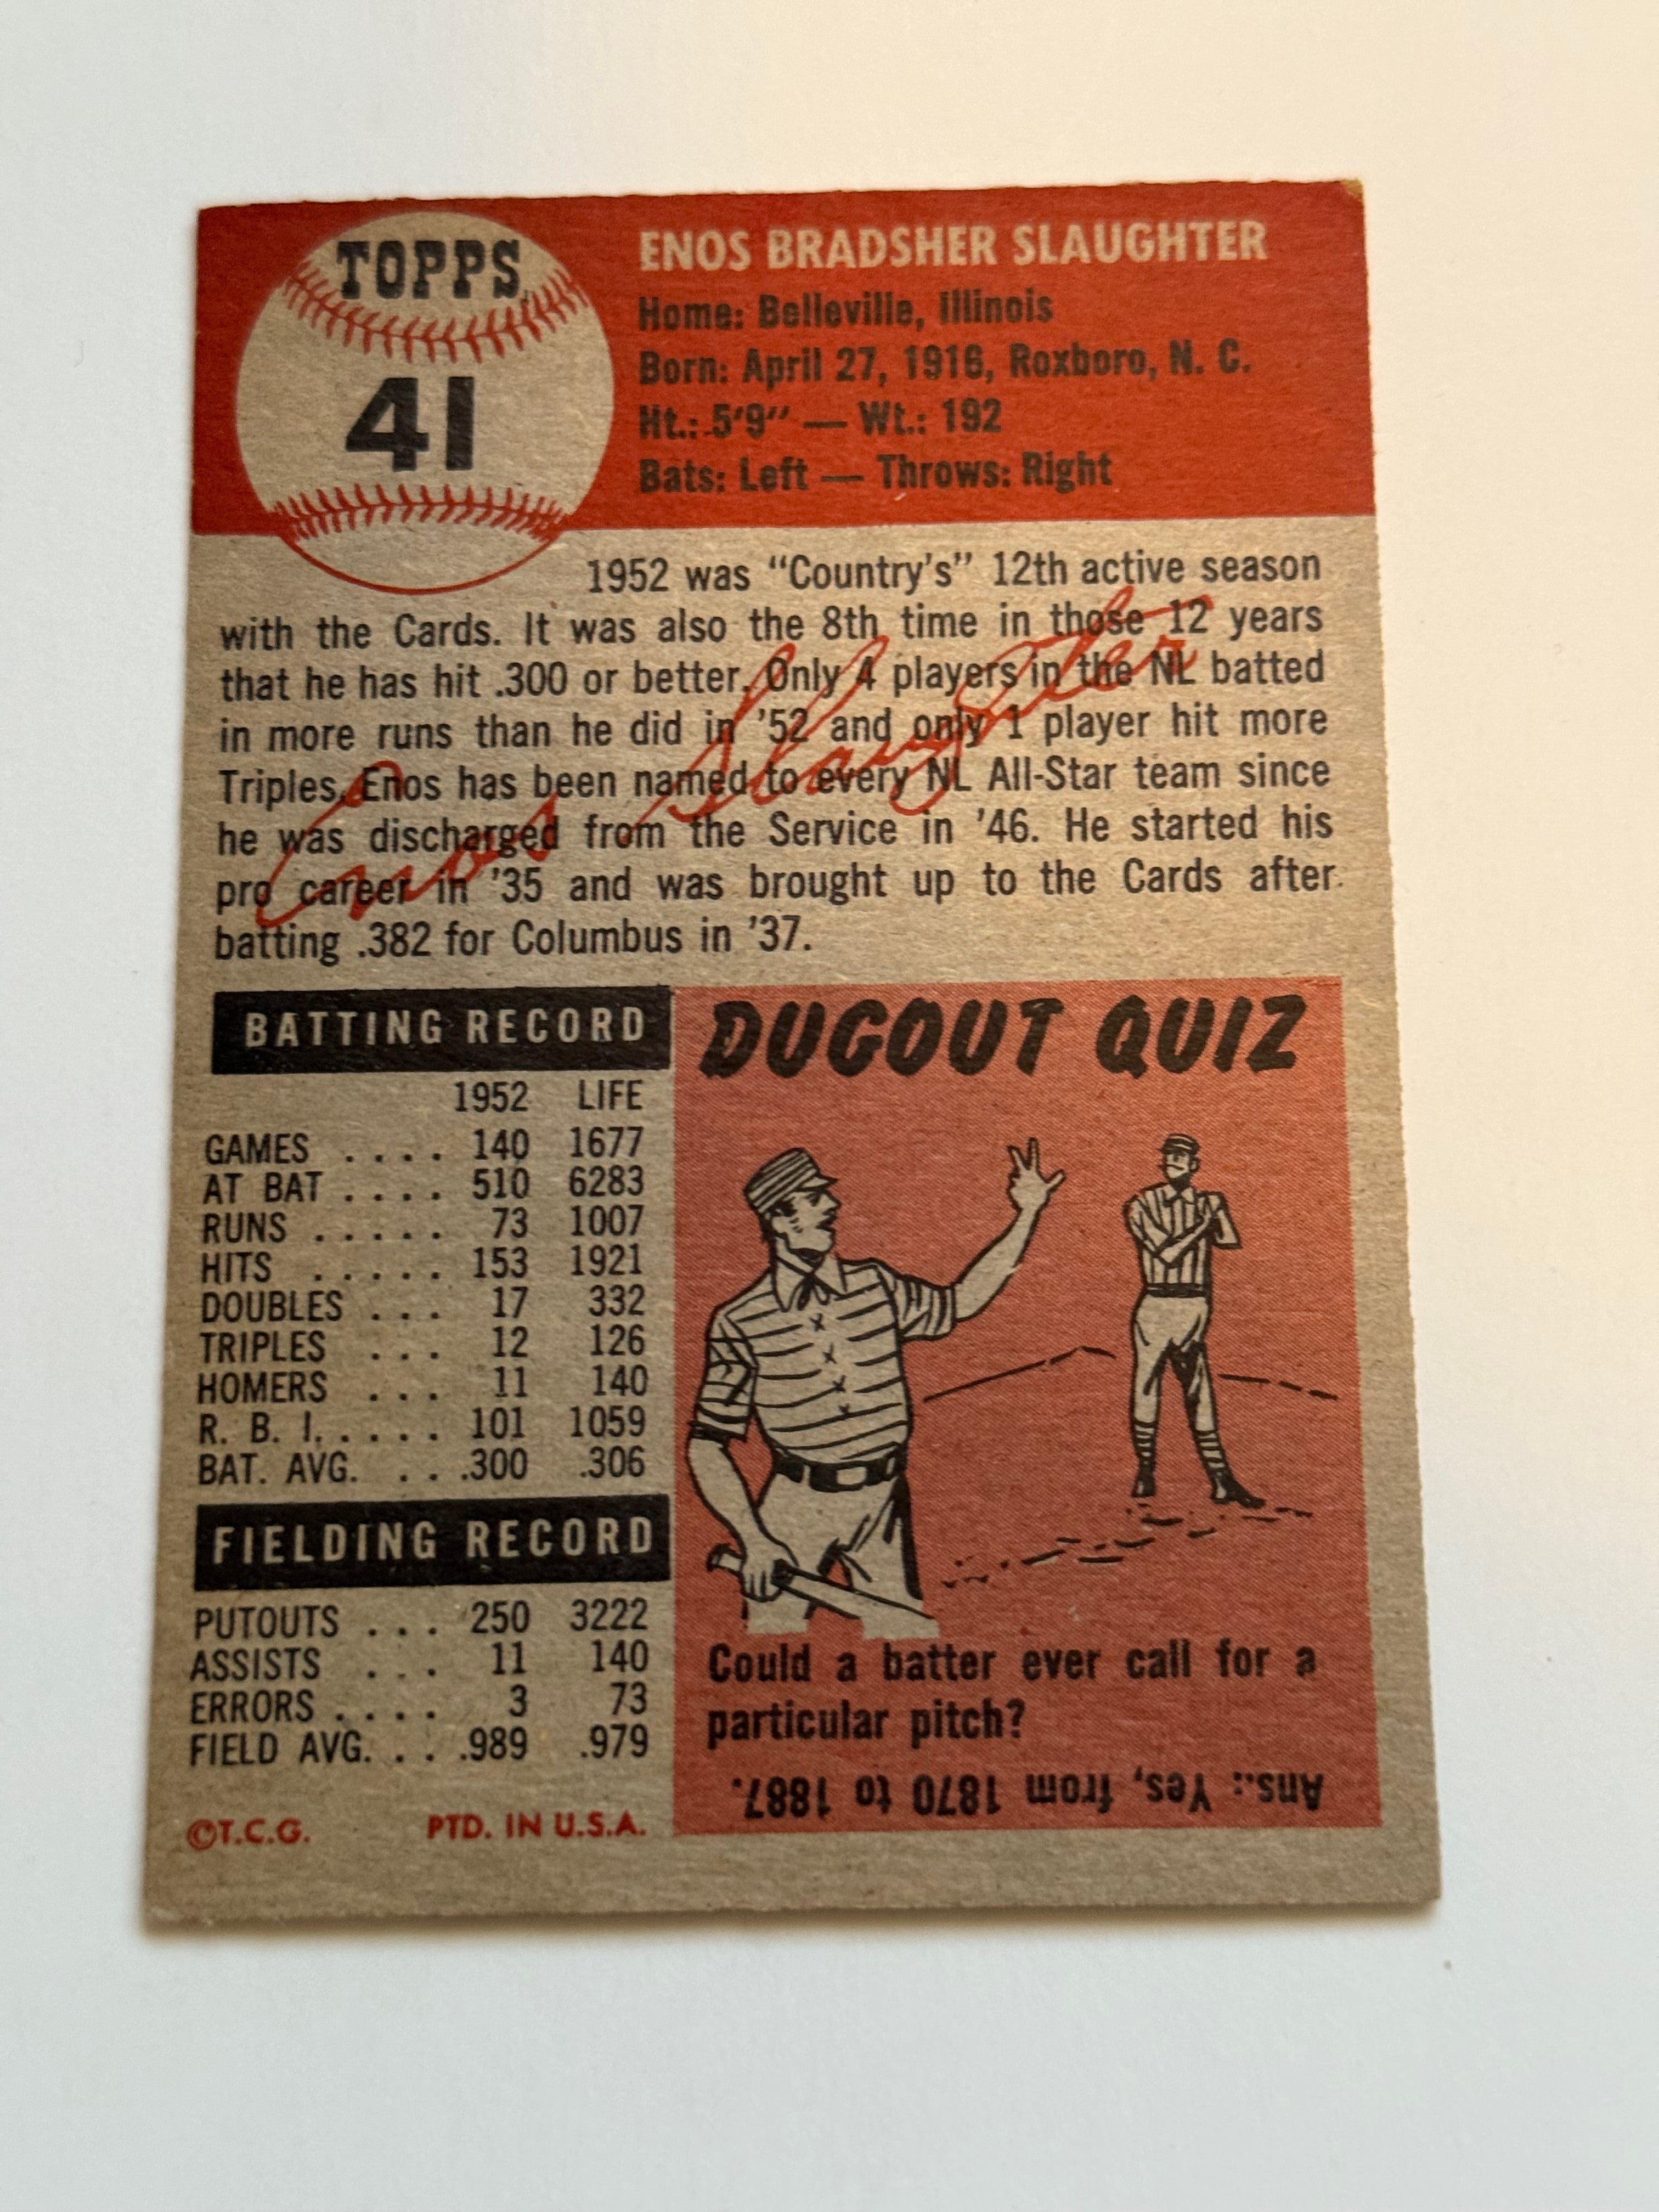 TOPPS
41
ENOS BRADSHER SLAUGHTER
Home: Belleville, Illinois
Born: April 27, 1916, Roxboro, N. C.
Ht.: 5'9" — Wt.: 192
Bats: Left — Throws: Right
1952 was "Country's" 12th active season
with the Cards. It was also the 8th time in those 12 years
that he has hit .300 or better. Only 4 players in the NL batted
in more runs than he did in '52 and only 1 player hit more
Triples. Enos has been named to every NL All-Star team since
he was discharged from the Service in '46. He started his
pro career in '35 and was brought up to the Cards after
batting .382 for Columbus in '37.
Enos Slaughter
BATTING RECORD
1952 LIFE
GAMES .... 140 1677
AT BAT .... 510 6283
RUNS ..... 73 1007
HITS ..... 153 1921
DOUBLES ... 17 332
TRIPLES ... 12 126
HOMERS ... 11 140
R. B. I. .... 101 1059
BAT. AVG. . . .300 .306
FIELDING RECORD
PUTOUTS ... 250 3222
ASSISTS ... 11 140
ERRORS .... 3 73
FIELD AVG. . . .989 .979
©T.C.G. PTD. IN U.S.A.
DUGOUT QUIZ
Could a batter ever call for a
particular pitch?
Ans.: Yes, from 1870 to 1887.